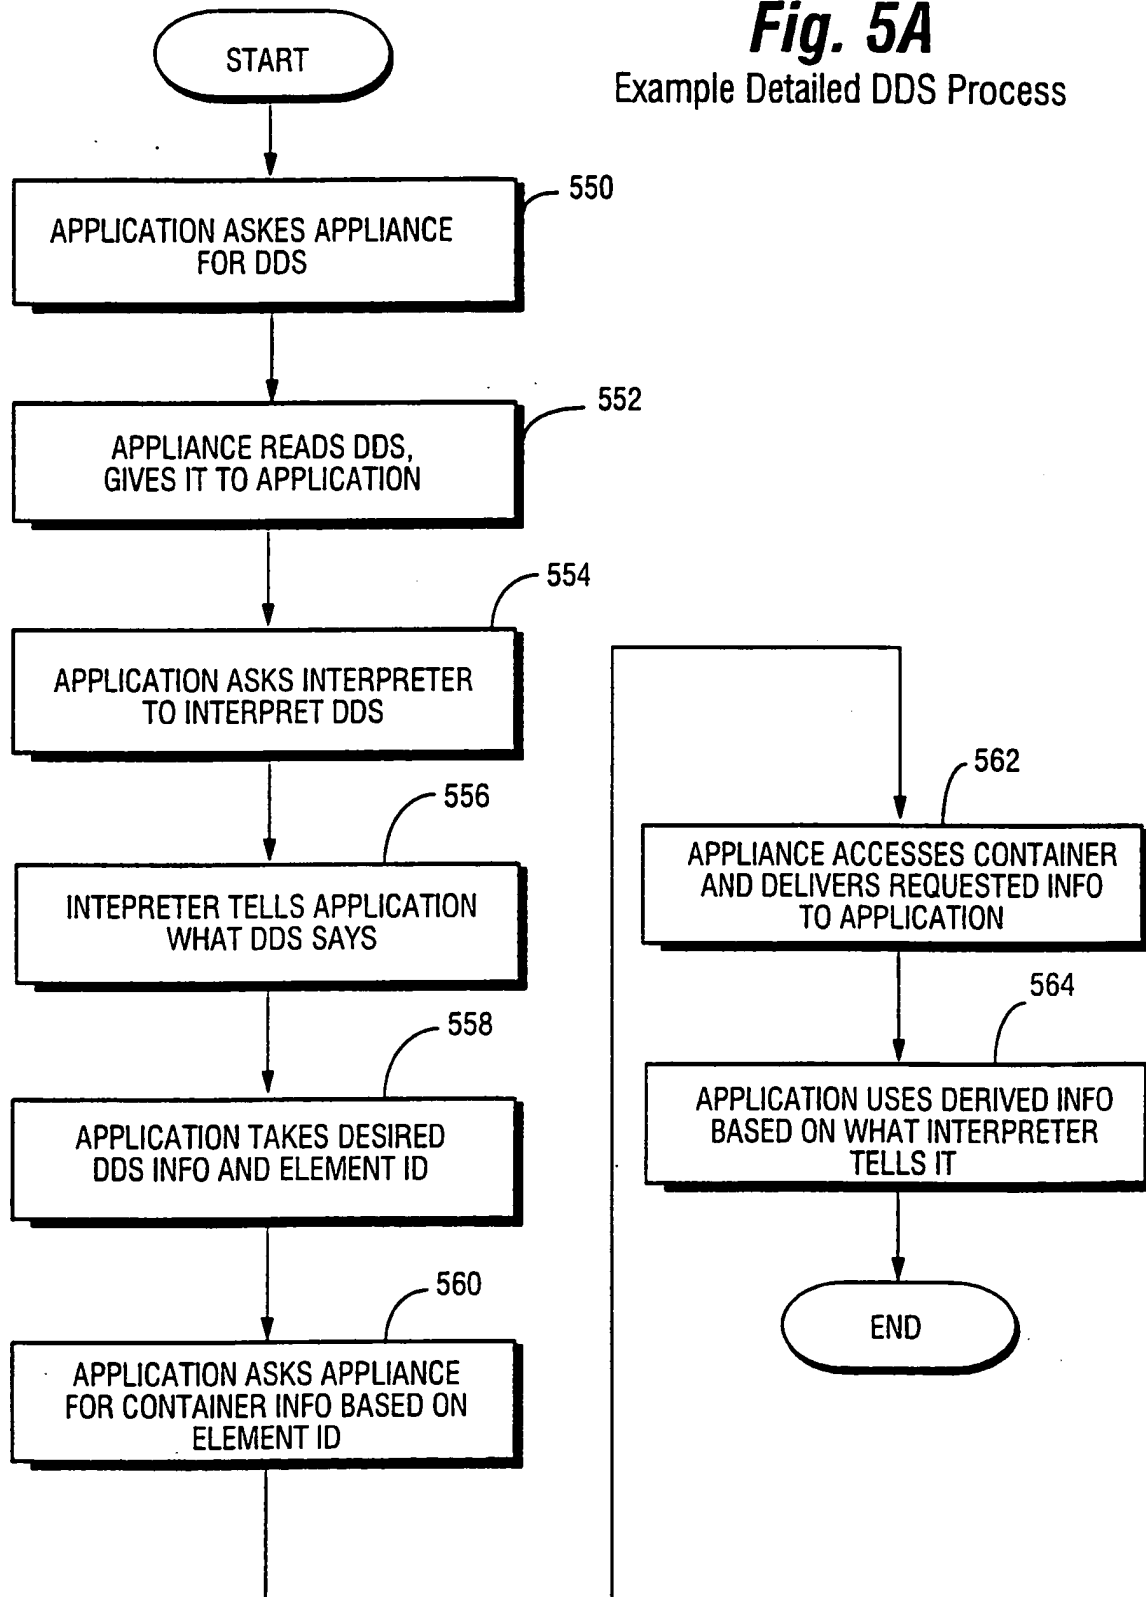 Fig. 5A
Example Detailed DDS Process
START
550
APPLICATION ASKES APPLIANCE
FOR DDS
552
APPLIANCE READS DDS,
GIVES IT TO APPLICATION
554
APPLICATION ASKS INTERPRETER
TO INTERPRET DDS
556
INTEPRETER TELLS APPLICATION
WHAT DDS SAYS
558
APPLICATION TAKES DESIRED
DDS INFO AND ELEMENT ID
560
APPLICATION ASKS APPLIANCE
FOR CONTAINER INFO BASED ON
ELEMENT ID
562
APPLIANCE ACCESSES CONTAINER
AND DELIVERS REQUESTED INFO
TO APPLICATION
564
APPLICATION USES DERIVED INFO
BASED ON WHAT INTERPRETER
TELLS IT
END